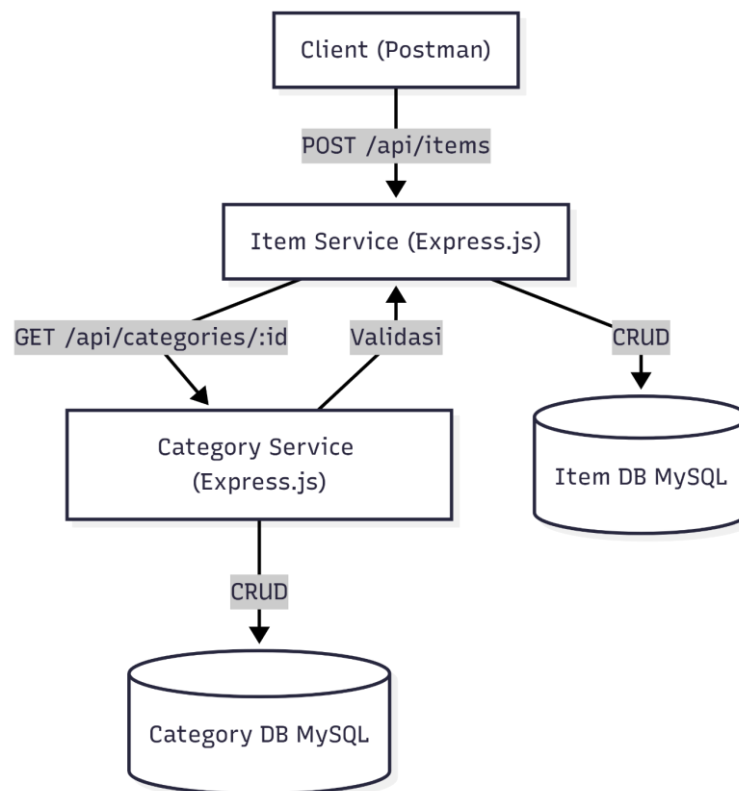 Client (Postman)
POST /api/items
Item Service (Express.js)
GET /api/categories/:id
Validasi
CRUD
Category Service
(Express.js)
Item DB MySQL
CRUD
Category DB MySQL